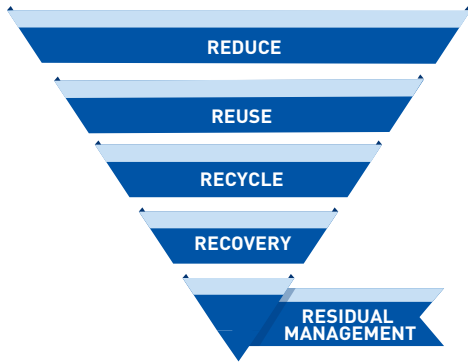 REDUCE
REUSE
RECYCLE
RECOVERY
RESIDUAL
MANAGEMENT